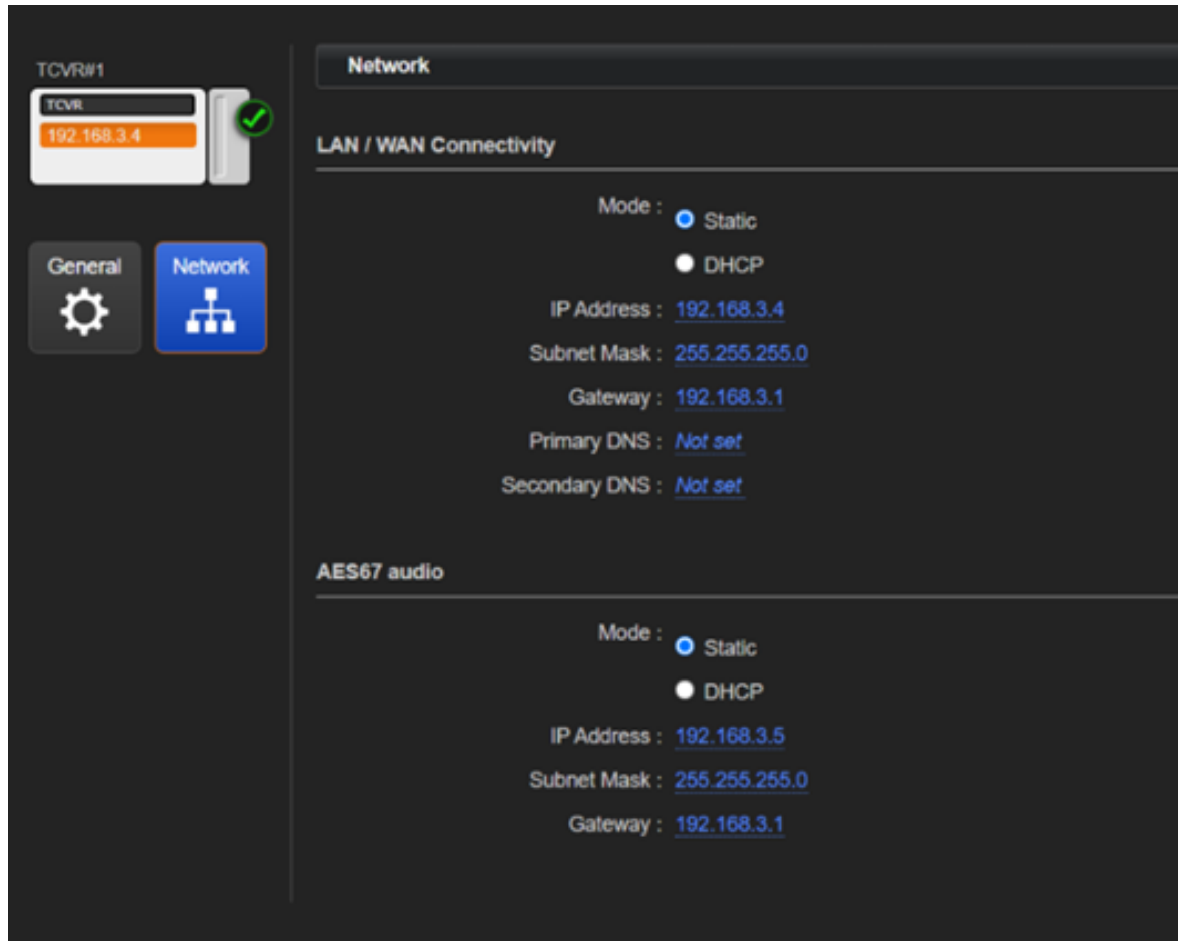 TCVR#1
TCVR
192.168.3.4
General
Network
Network
LAN / WAN Connectivity
Mode :
Static
DHCP
IP Address : 192.168.3.4
Subnet Mask : 255.255.255.0
Gateway : 192.168.3.1
Primary DNS : Not set
Secondary DNS : Not set
AES67 audio
Mode :
Static
DHCP
IP Address : 192.168.3.5
Subnet Mask : 255.255.255.0
Gateway : 192.168.3.1